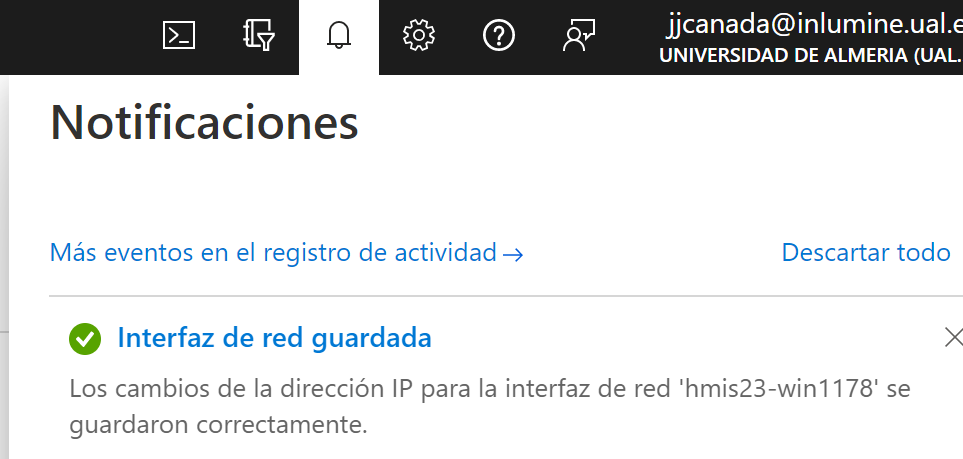 jjcanada@inlumine.ual.e
UNIVERSIDAD DE ALMERIA (UAL.
Notificaciones
Más eventos en el registro de actividad → Descartar todo
Interfaz de red guardada
Los cambios de la dirección IP para la interfaz de red 'hmis23-win1178' se
guardaron correctamente.